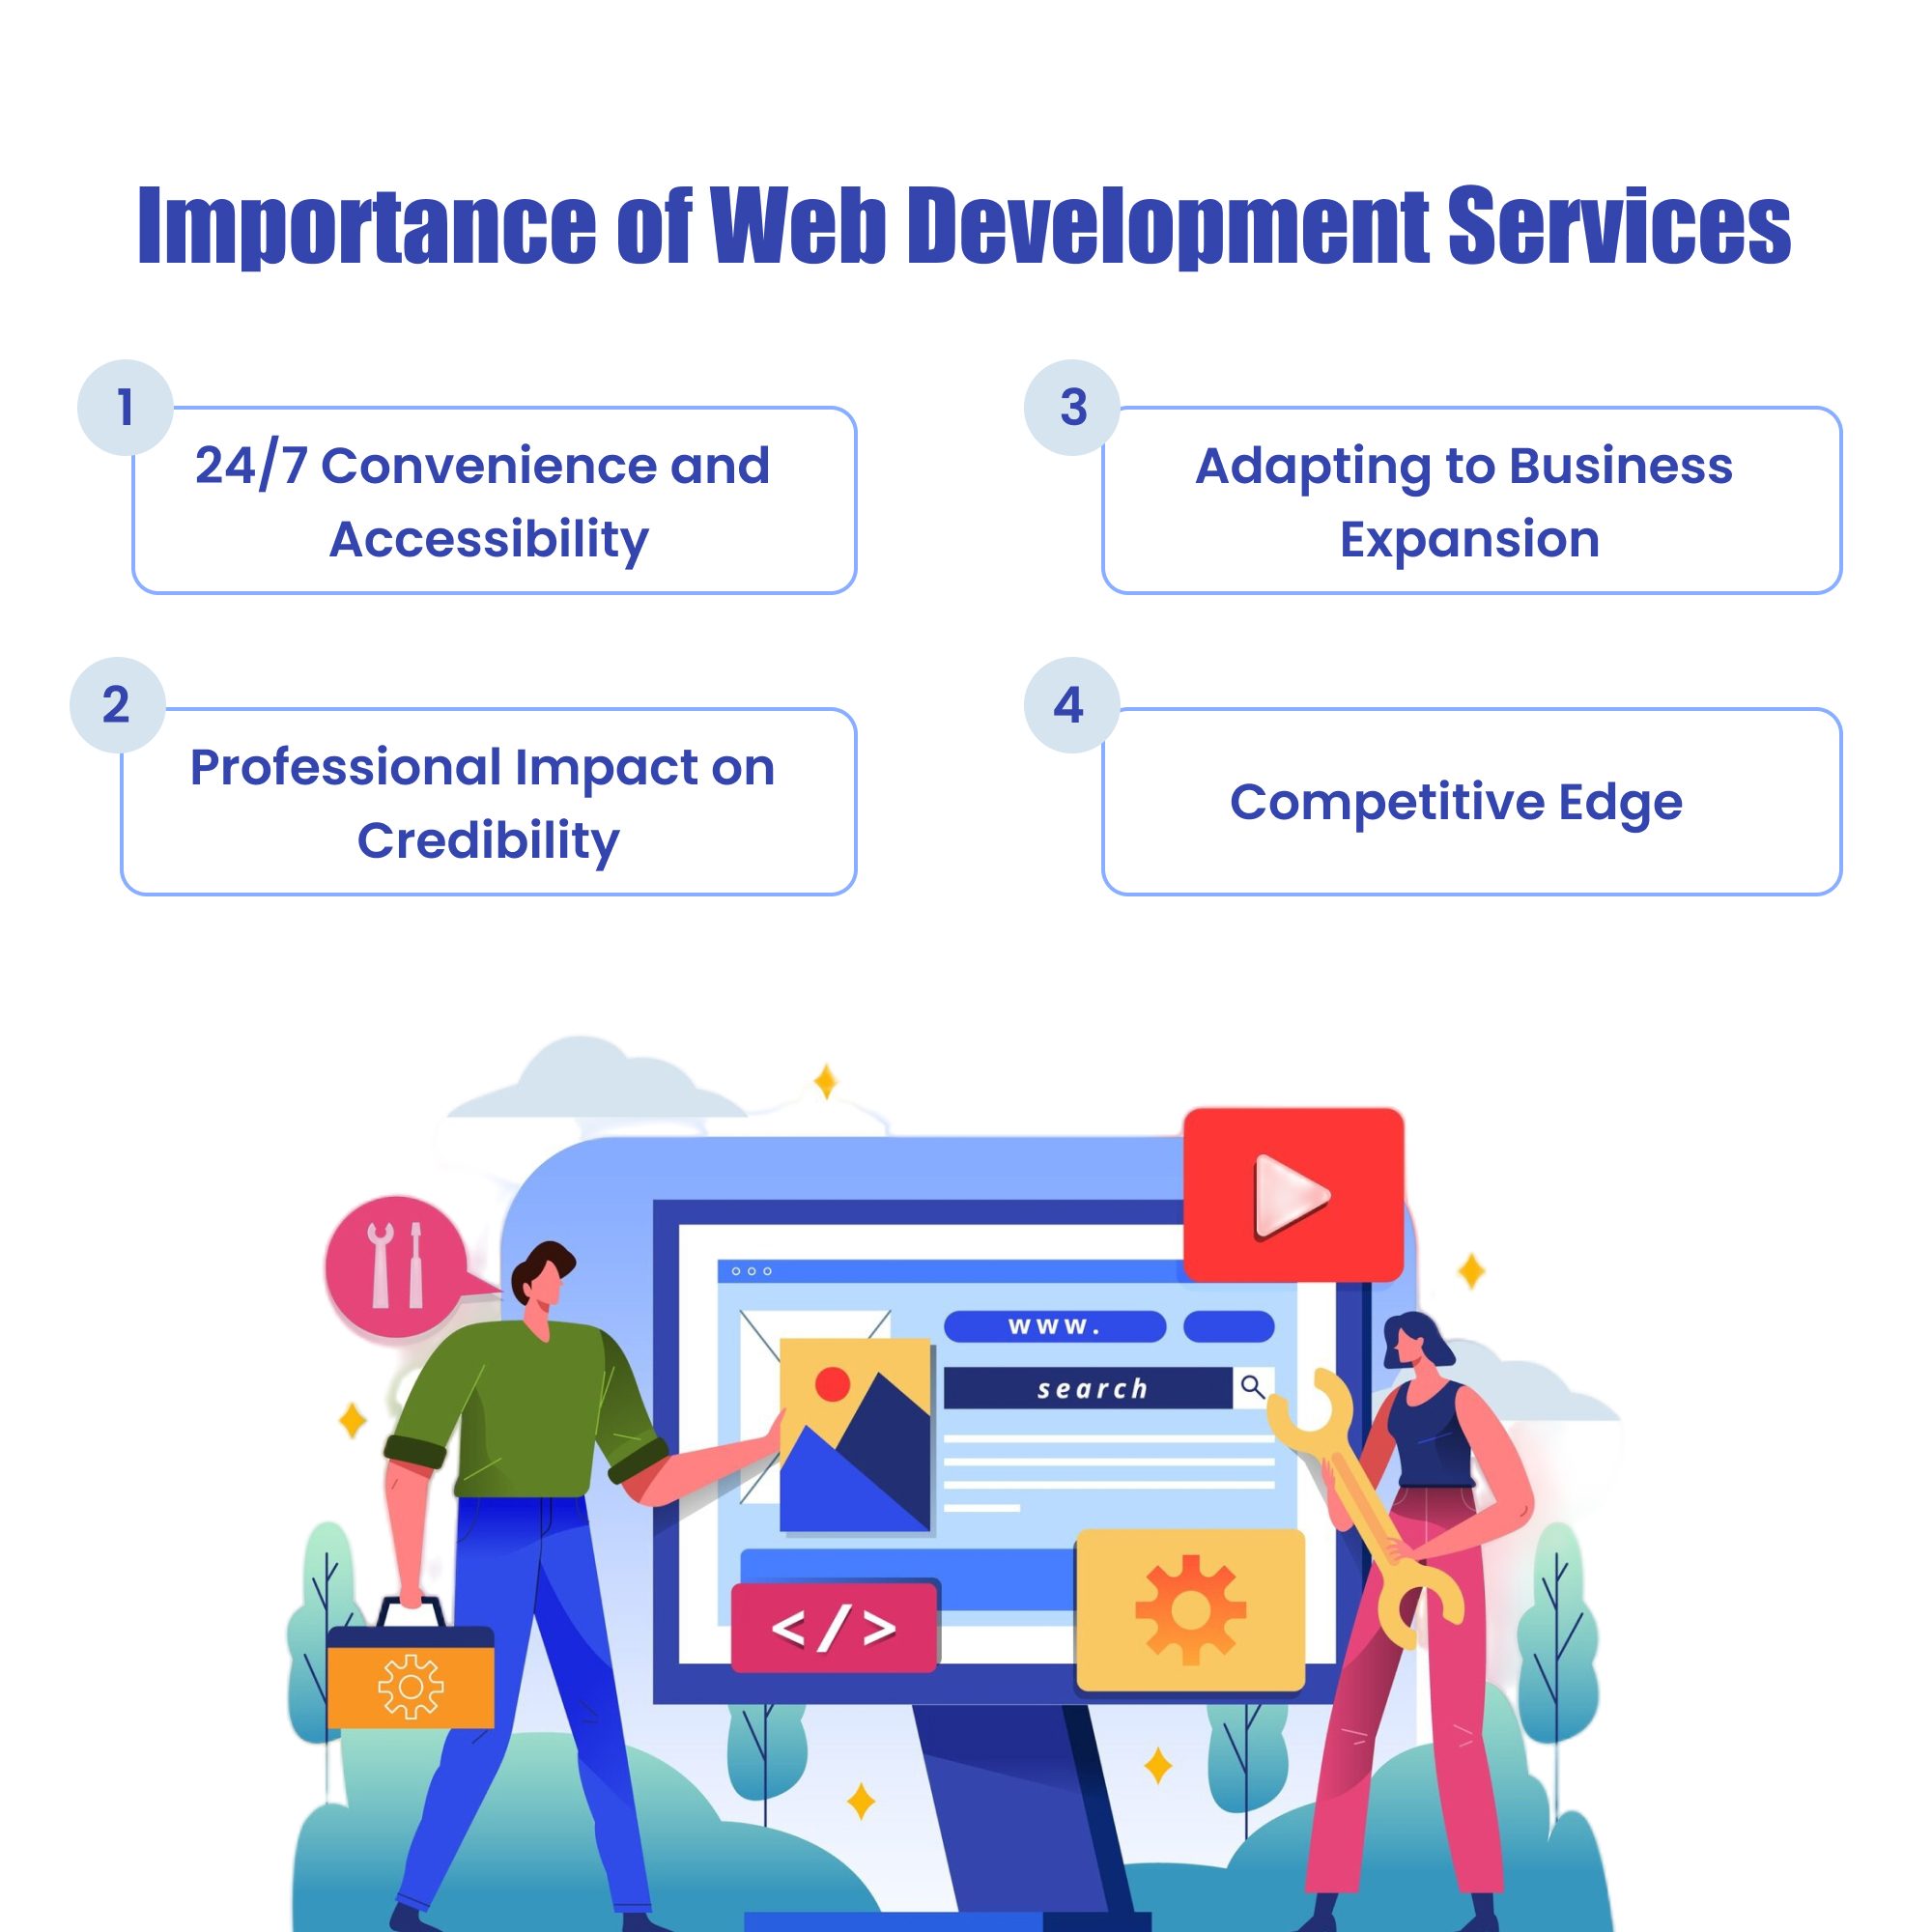 Importance of Web Development Services
1
24/7 Convenience and
Accessibility
2
Professional Impact on
Credibility
3
Adapting to Business
Expansion
4
Competitive Edge
www.
search
</>